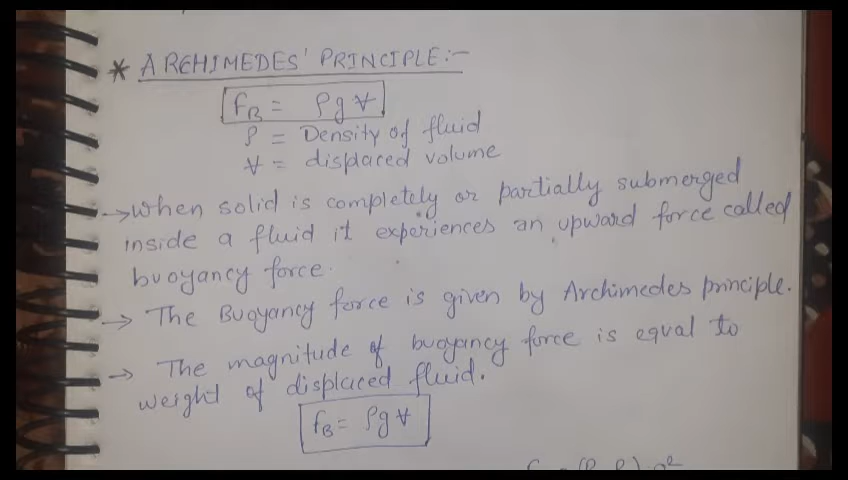 * ARCHIMEDES' PRINCIPLE:-
FB = ρg∀
ρ = Density of fluid
∀ = displaced volume
→When solid is completely or partially submerged
inside a fluid it experiences an upward force called
buoyancy force.
→ The Buoyancy force is given by Archimedes principle.
→ The magnitude of buoyancy force is equal to
weight of displaced fluid.
fB = ρg∀